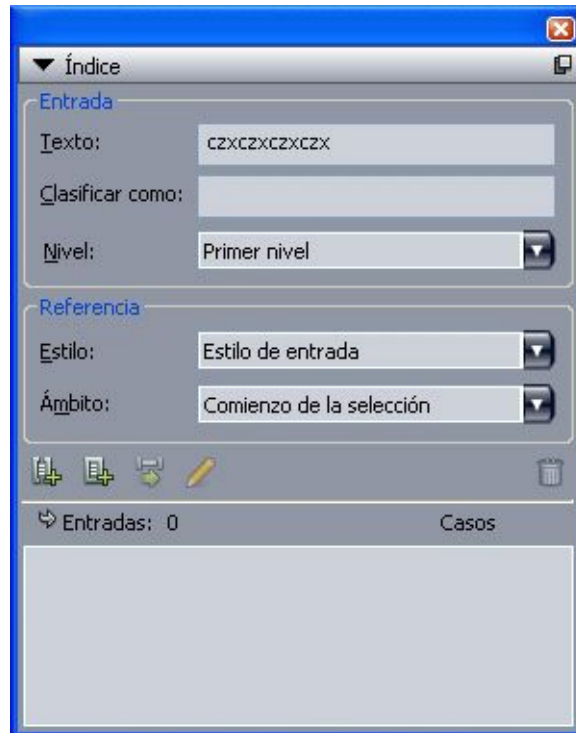 Índice
Entrada
Texto: czxczxczxczx
Clasificar como:
Nivel: Primer nivel
Referencia
Estilo: Estilo de entrada
Ámbito: Comienzo de la selección
Entradas: 0 Casos